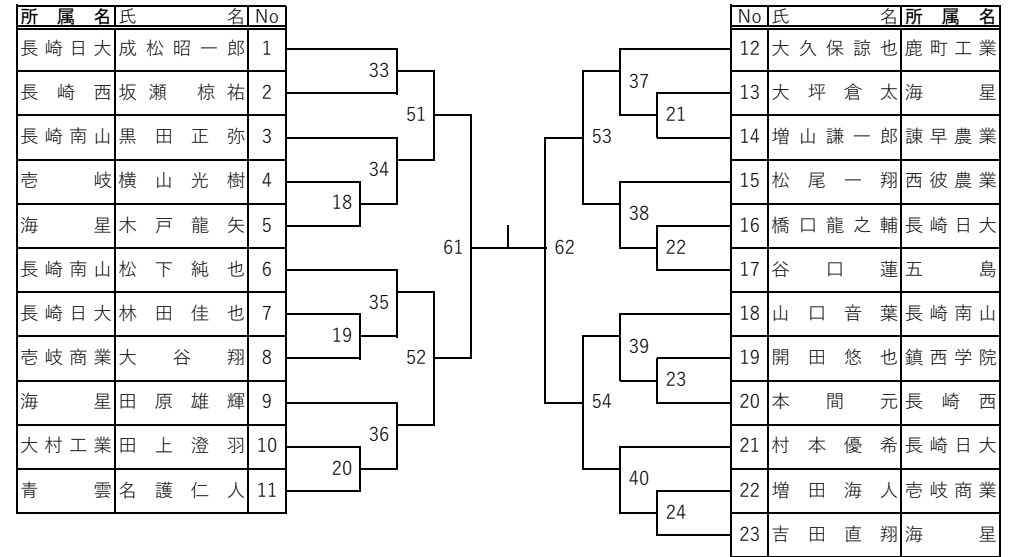 所属名 氏名 No
長崎日大 成松昭一郎 1
長崎西 坂瀬椋祐 2
長崎南山 黒田正弥 3
壱岐 横山光樹 4
海星 木戸龍矢 5
長崎南山 松下純也 6
長崎日大 林田佳也 7
壱岐商業 大谷翔 8
海星 田原雄輝 9
大村工業 田上澄羽 10
青雲 名護仁人 11
33
34
18
35
19
36
20
51
52
61
62
53
54
37
21
38
22
39
23
40
24
No 氏名 所属名
12 大久保諒也 鹿町工業
13 大坪倉太 海星
14 増山謙一郎 諫早農業
15 松尾一翔 西彼農業
16 橋口龍之輔 長崎日大
17 谷口蓮 五島
18 山口音葉 長崎南山
19 開田悠也 鎮西学院
20 本間元 長崎西
21 村本優希 長崎日大
22 増田海人 壱岐商業
23 吉田直翔 海星